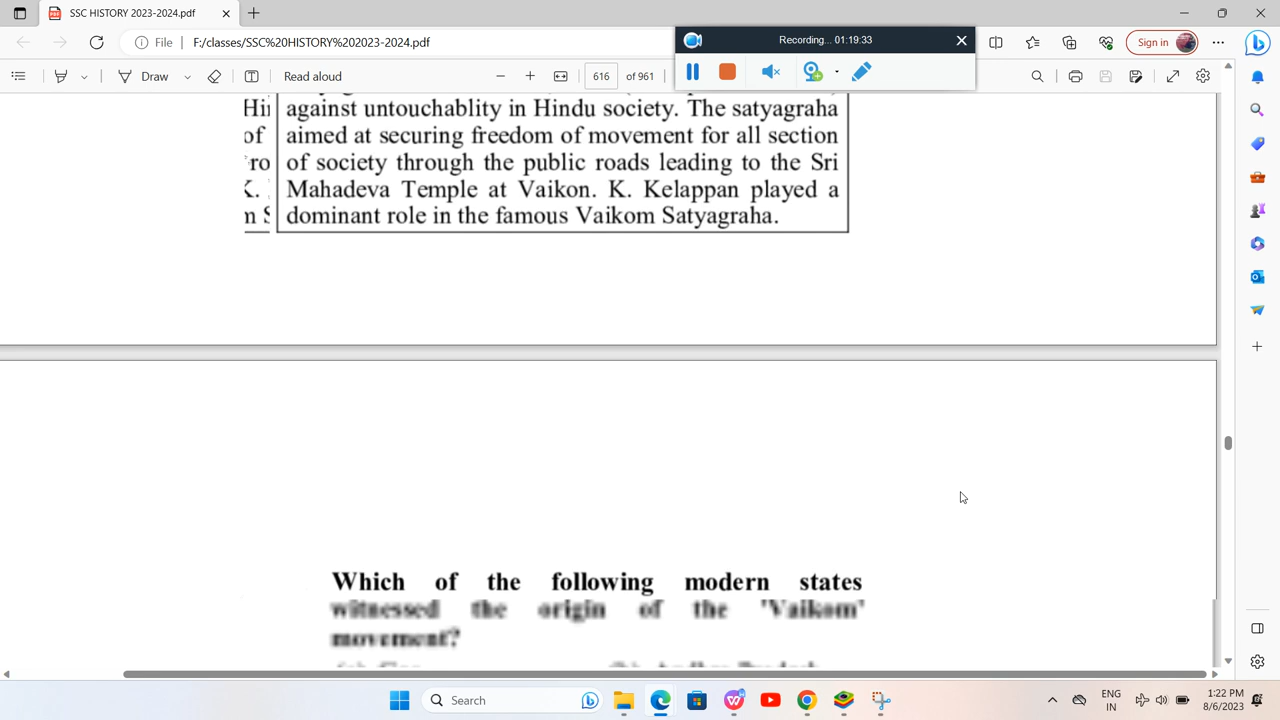 SSC HISTORY 2023-2024.pdf
File
F:/classes/SSC%20HISTORY%202023-2024.pdf
Recording... 01:19:33
Sign in
Draw
Read aloud
616
of 961
Hi
against untouchablity in Hindu society. The satyagraha
of
aimed at securing freedom of movement for all section
ro
of society through the public roads leading to the Sri
K.
Mahadeva Temple at Vaikon. K. Kelappan played a
n S
dominant role in the famous Vaikom Satyagraha.
Which of the following modern states
witnessed the origin of the 'Vaikom'
movement?
Search
ENG
IN
1:22 PM
8/6/2023